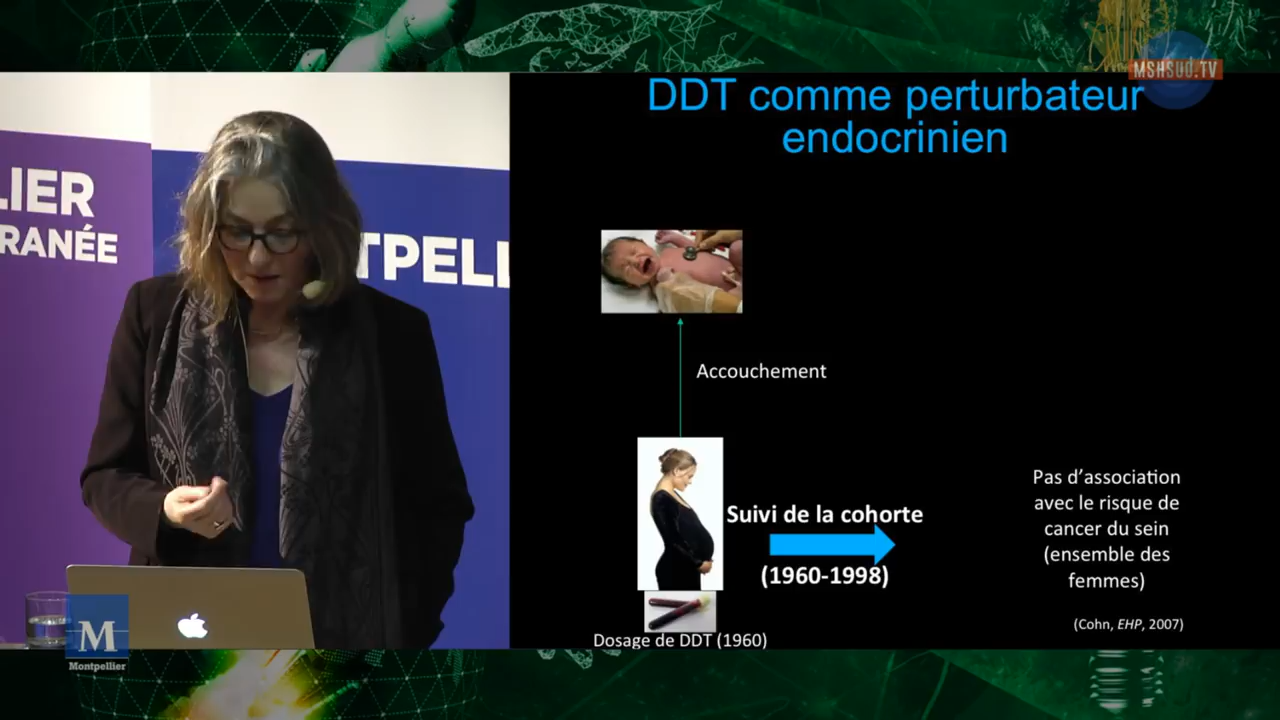 MSHSUD.TV
DDT comme perturbateur
endocrinien
LIER
RANÉE
TPELL
Accouchement
Suivi de la cohorte
(1960-1998)
Dosage de DDT (1960)
Pas d'association
avec le risque de
cancer du sein
(ensemble des
femmes)
(Cohn, EHP, 2007)
M
Montpellier